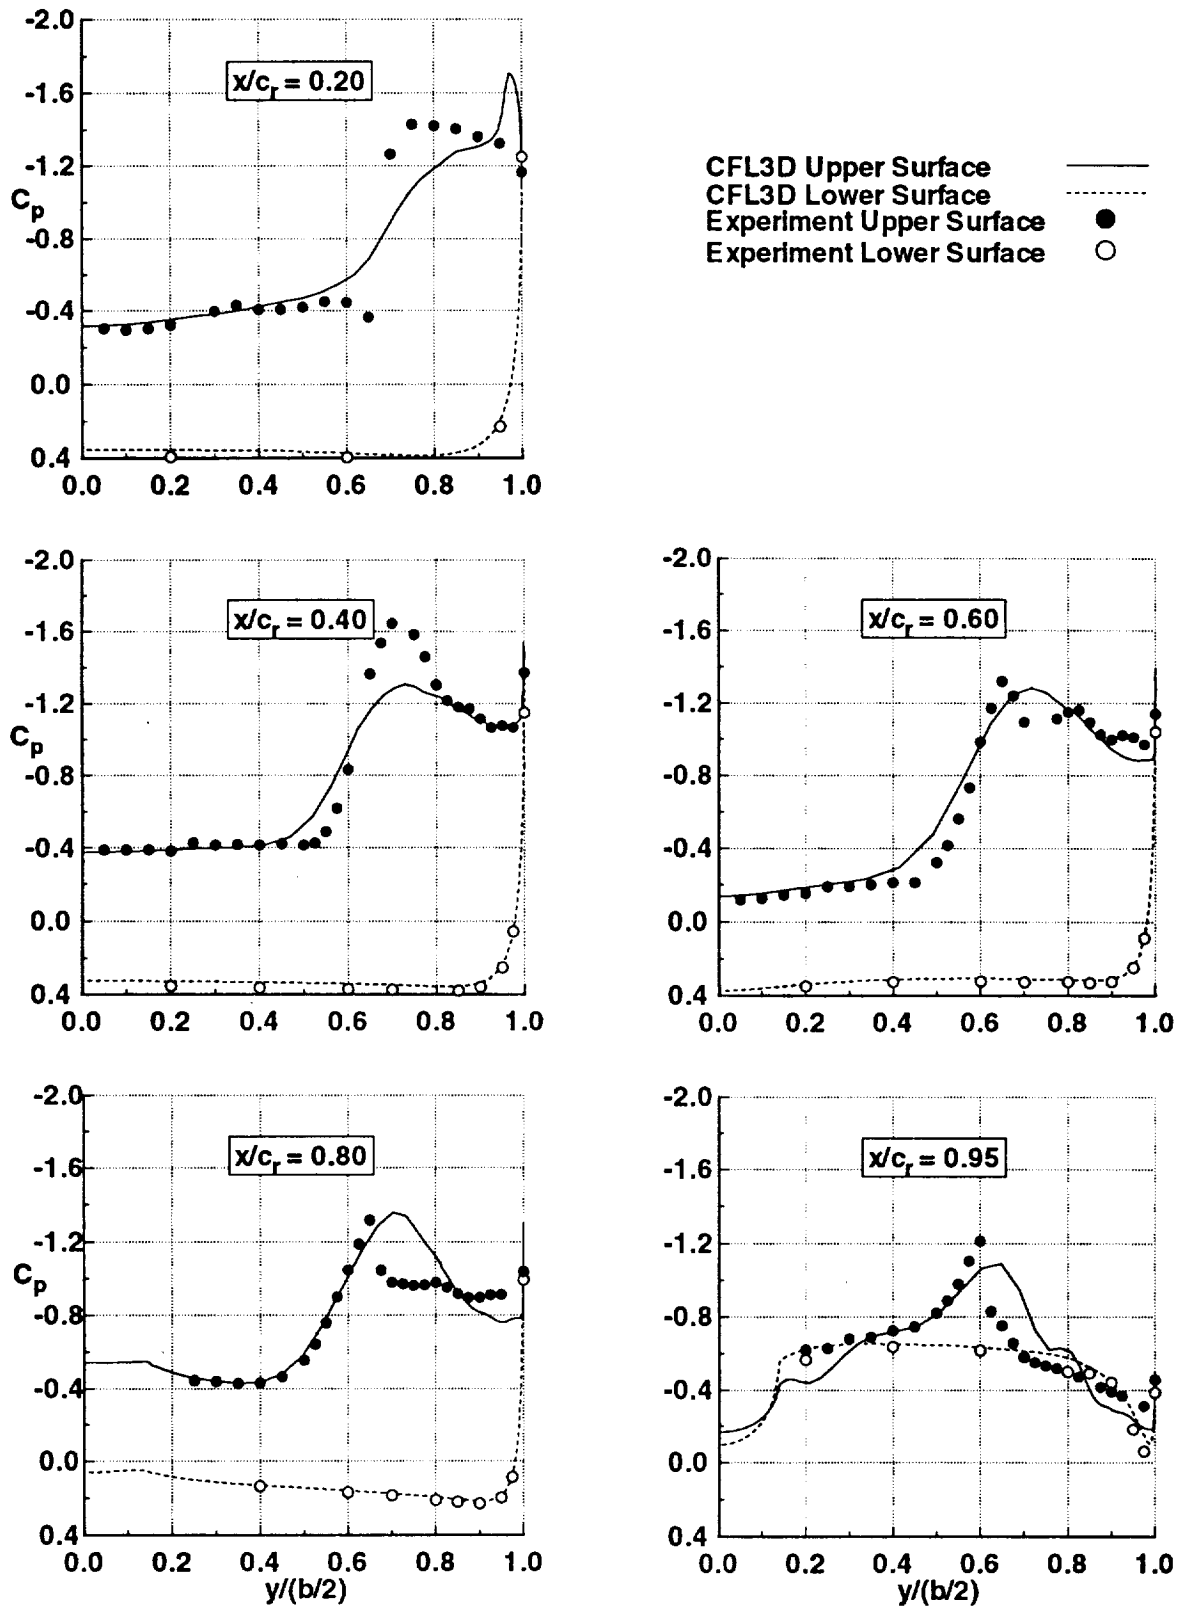 -2.0
x/cr = 0.20
-1.6
-1.2
Cp
-0.8
-0.4
0.0
0.4
0.0 0.2 0.4 0.6 0.8 1.0
CFL3D Upper Surface
CFL3D Lower Surface
Experiment Upper Surface
Experiment Lower Surface
-2.0
x/cr = 0.40
-1.6
-1.2
Cp
-0.8
-0.4
0.0
0.4
0.0 0.2 0.4 0.6 0.8 1.0
-2.0
x/cr = 0.60
-1.6
-1.2
-0.8
-0.4
0.0
0.4
0.0 0.2 0.4 0.6 0.8 1.0
-2.0
x/cr = 0.80
-1.6
-1.2
Cp
-0.8
-0.4
0.0
0.4
0.0 0.2 0.4 0.6 0.8 1.0
y/(b/2)
-2.0
x/cr = 0.95
-1.6
-1.2
-0.8
-0.4
0.0
0.4
0.0 0.2 0.4 0.6 0.8 1.0
y/(b/2)